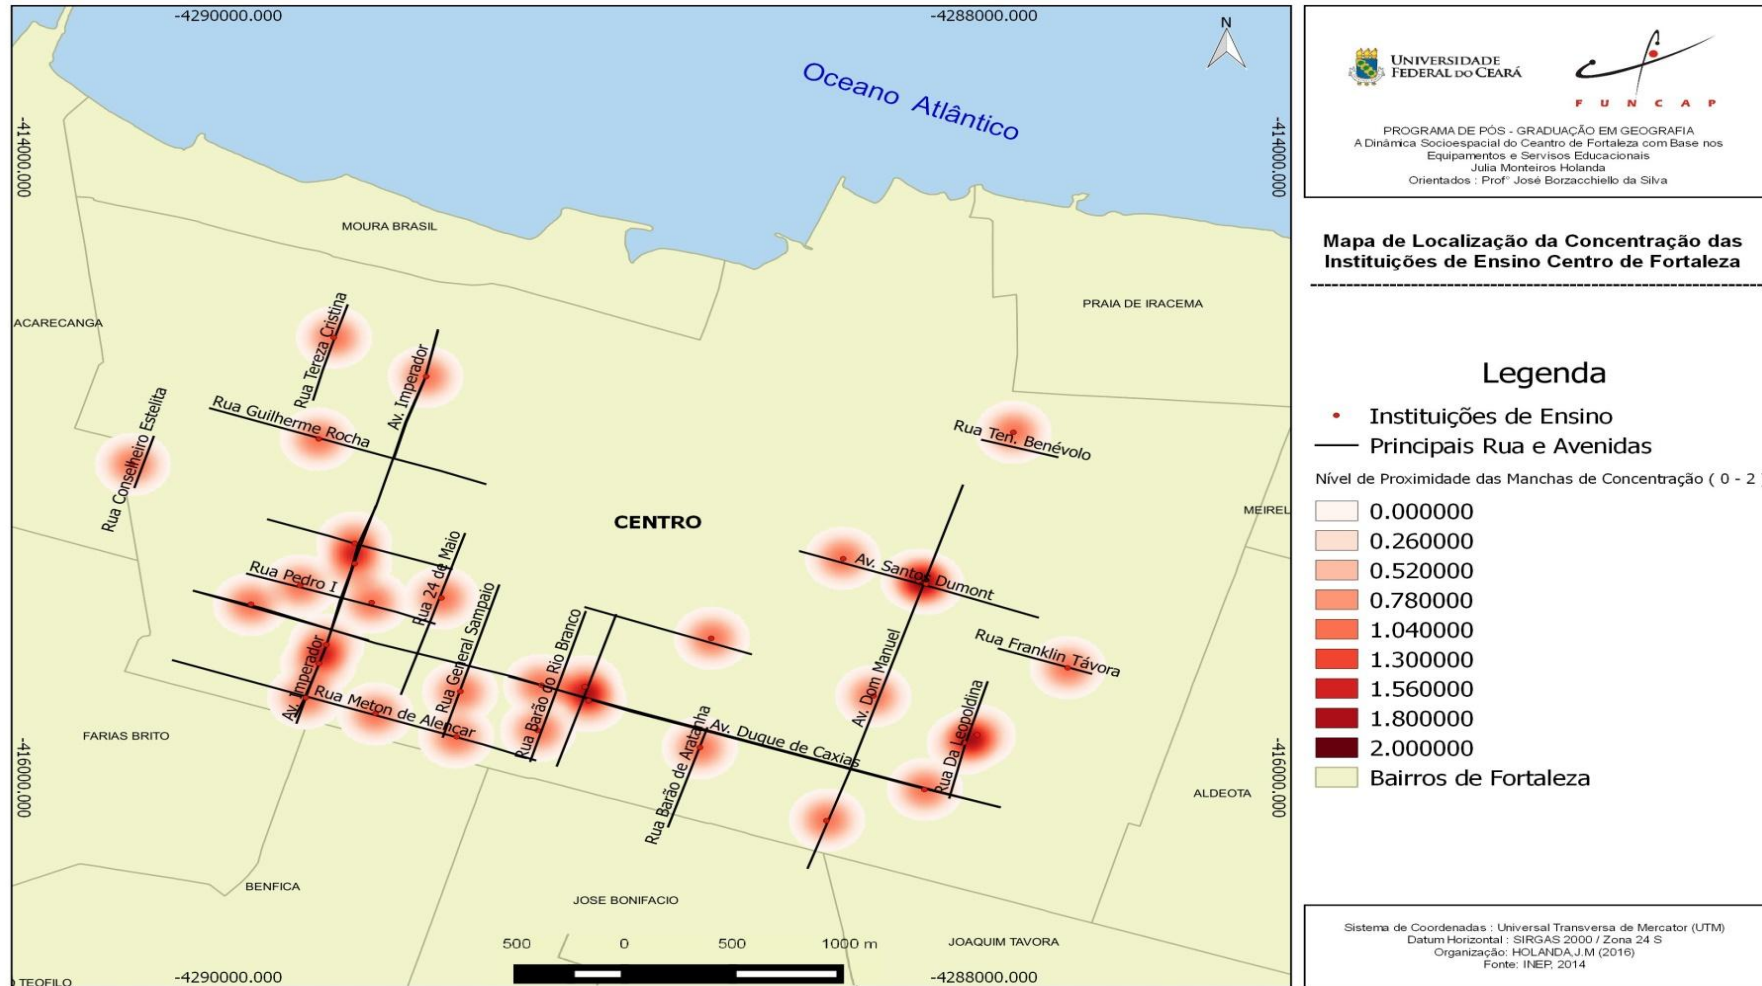 -4290000.000
-4288000.000
N
Oceano Atlântico
-4140000.000
-4140000.000
MOURA BRASIL
PRAIA DE IRACEMA
ACARECANGA
Rua Tereza Cristina
Av. Imperador
Rua Guilherme Rocha
Rua Conselheiro Estelita
Rua Ten. Benévolo
CENTRO
MEIREL
Rua 24 de Maio
Av. Santos Dumont
Rua Pedro I
Rua General Sampaio
Rua Barão do Rio Branco
Av. Imperador
Rua Meton de Alencar
Av. Dom Manuel
Rua Franklin Távora
Rua Da Leopoldina
Rua Barão de Aratanha
Av. Duque de Caxias
FARIAS BRITO
-4160000.000
-4160000.000
ALDEOTA
BENFICA
JOSE BONIFACIO
JOAQUIM TAVORA
500 0 500 1000 m
TEOFILO
-4290000.000
-4288000.000
UNIVERSIDADE
FEDERAL DO CEARÁ
FUNCAP
PROGRAMA DE PÓS - GRADUAÇÃO EM GEOGRAFIA
A Dinâmica Socioespacial do Ceantro de Fortaleza com Base nos
Equipamentos e Servisos Educacionais
Julia Monteiros Holanda
Orientados : Prof° José Borzacchiello da Silva
Mapa de Localização da Concentração das
Instituições de Ensino Centro de Fortaleza
Legenda
Instituições de Ensino
Principais Rua e Avenidas
Nível de Proximidade das Manchas de Concentração ( 0 - 2
0.000000
0.260000
0.520000
0.780000
1.040000
1.300000
1.560000
1.800000
2.000000
Bairros de Fortaleza
Sistema de Coordenadas : Universal Transversa de Mercator (UTM)
Datum Horizontal : SIRGAS 2000 / Zona 24 S
Organização: HOLANDA,J.M (2016)
Fonte: INEP, 2014